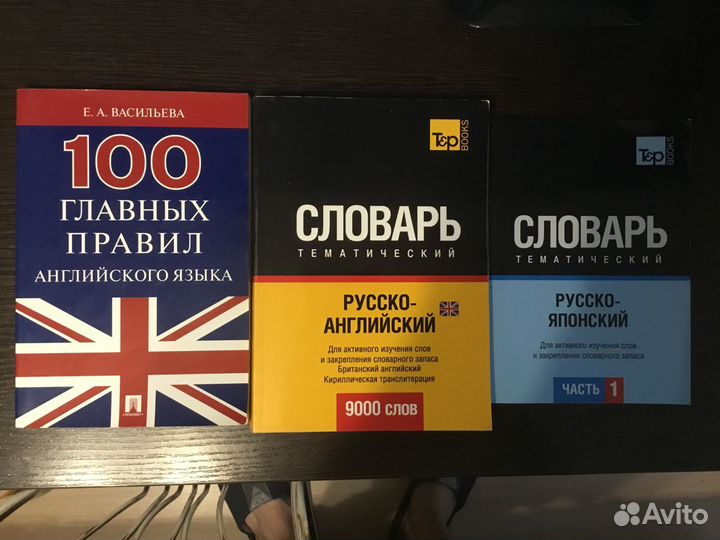 Е. А. ВАСИЛЬЕВА
100
ГЛАВНЫХ
ПРАВИЛ
АНГЛИЙСКОГО ЯЗЫКА
•ПРОСПЕКТ•
T&p
BOOKS
СЛОВАРЬ
ТЕМАТИЧЕСКИЙ
РУССКО-
АНГЛИЙСКИЙ
Для активного изучения слов
и закрепления словарного запаса
Британский английский
Кириллическая транслитерация
9000 СЛОВ
T&p
BOOKS
СЛОВАРЬ
ТЕМАТИЧЕСКИЙ
РУССКО-
ЯПОНСКИЙ
Для активного изучения слов
и закрепления словарного запаса
ЧАСТЬ 1
Avito